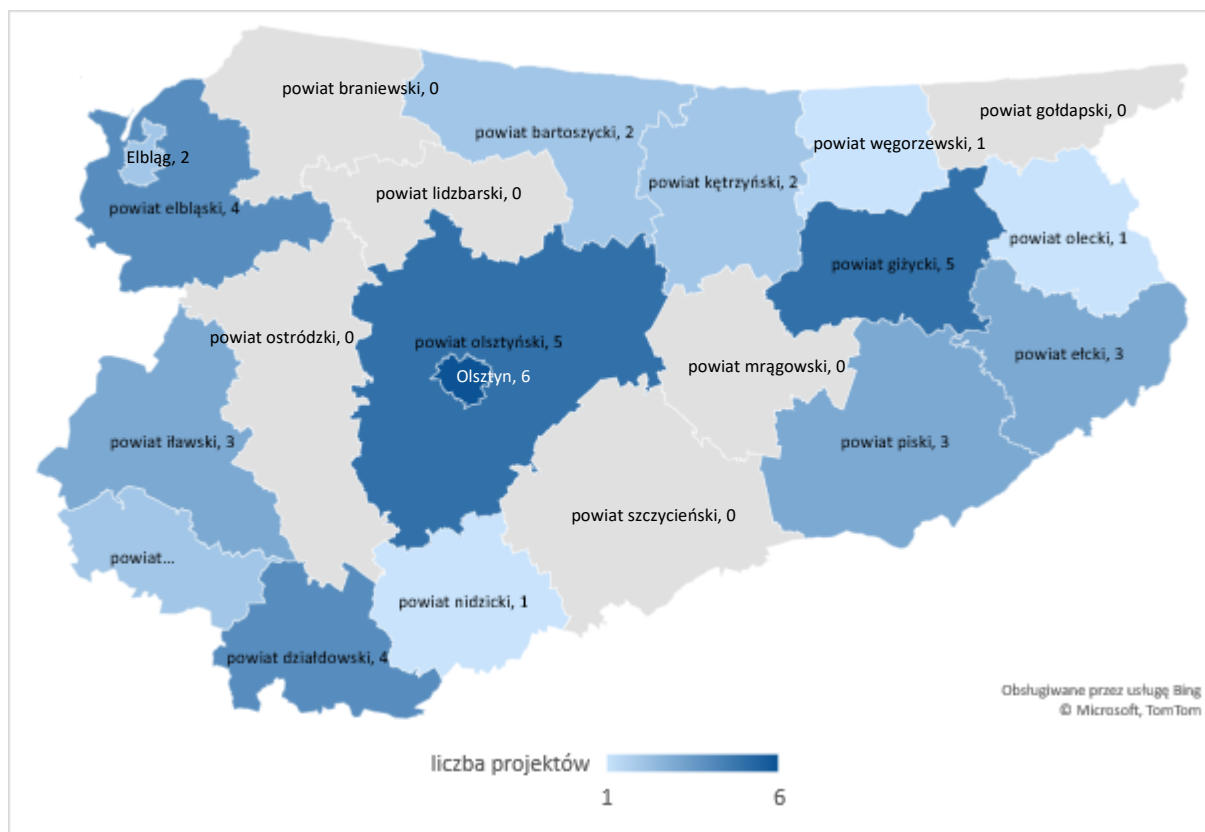 powiat braniewski, 0
powiat gołdapski, 0
powiat bartoszycki, 2
powiat węgorzewski, 1
Elbląg, 2
powiat kętrzyński, 2
powiat lidzbarski, 0
powiat elbląski, 4
powiat olecki, 1
powiat giżycki, 5
powiat ostródzki, 0
powiat olsztyński, 5
powiat ełcki, 3
powiat mrągowski, 0
Olsztyn, 6
powiat iławski, 3
powiat piski, 3
powiat szczycieński, 0
powiat...
powiat nidzicki, 1
powiat działdowski, 4
Obsługiwane przez usługę Bing
© Microsoft, TomTom
liczba projektów
1 6